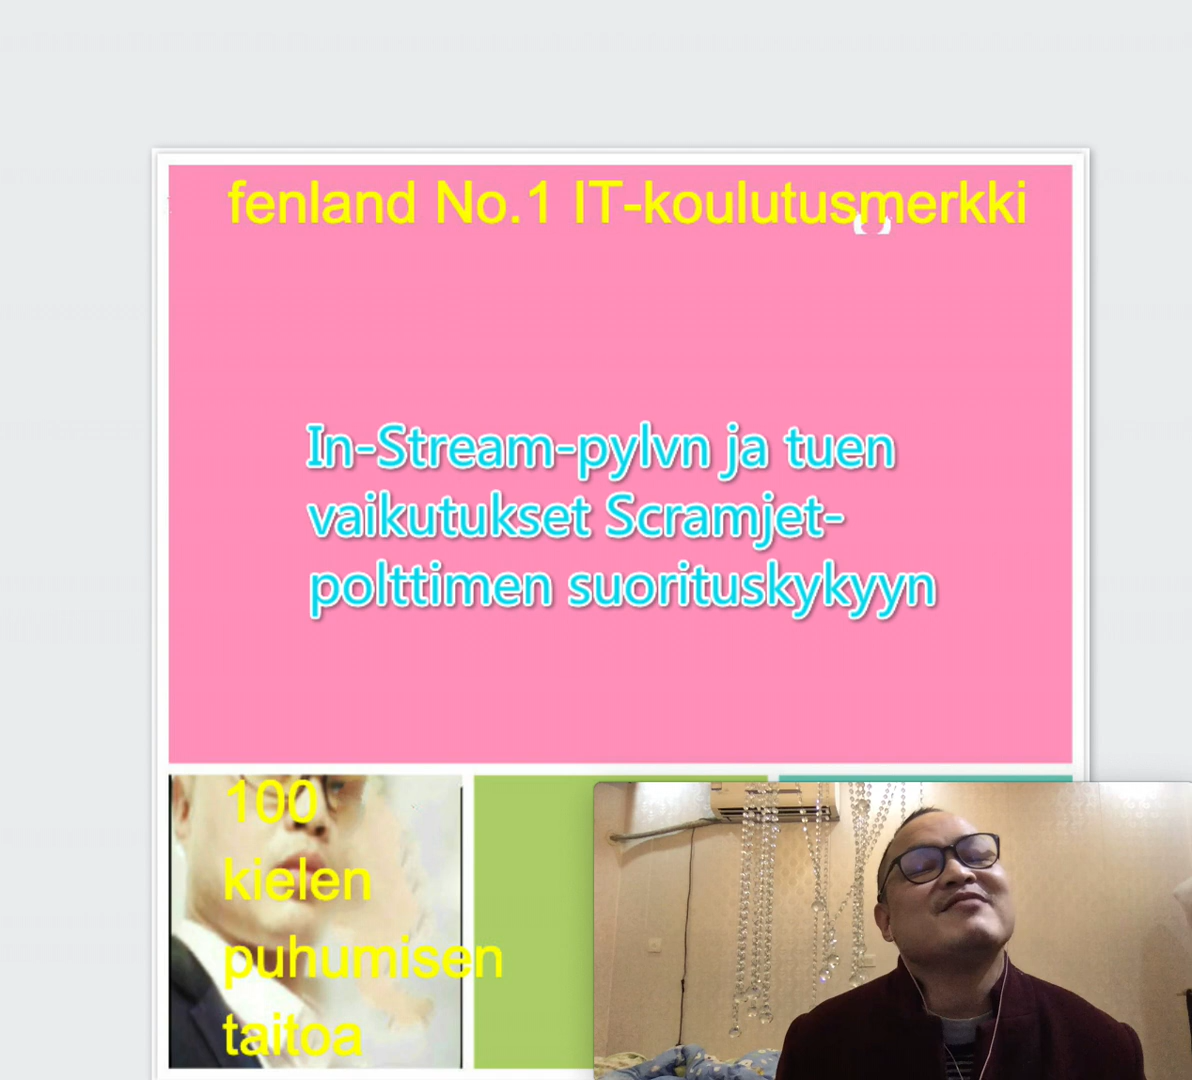 fenland No.1 IT-koulutusmerkki
In-Stream-pylvn ja tuen
vaikutukset Scramjet-
polttimen suorituskykyyn
100
kielen
puhumisen
taitoa